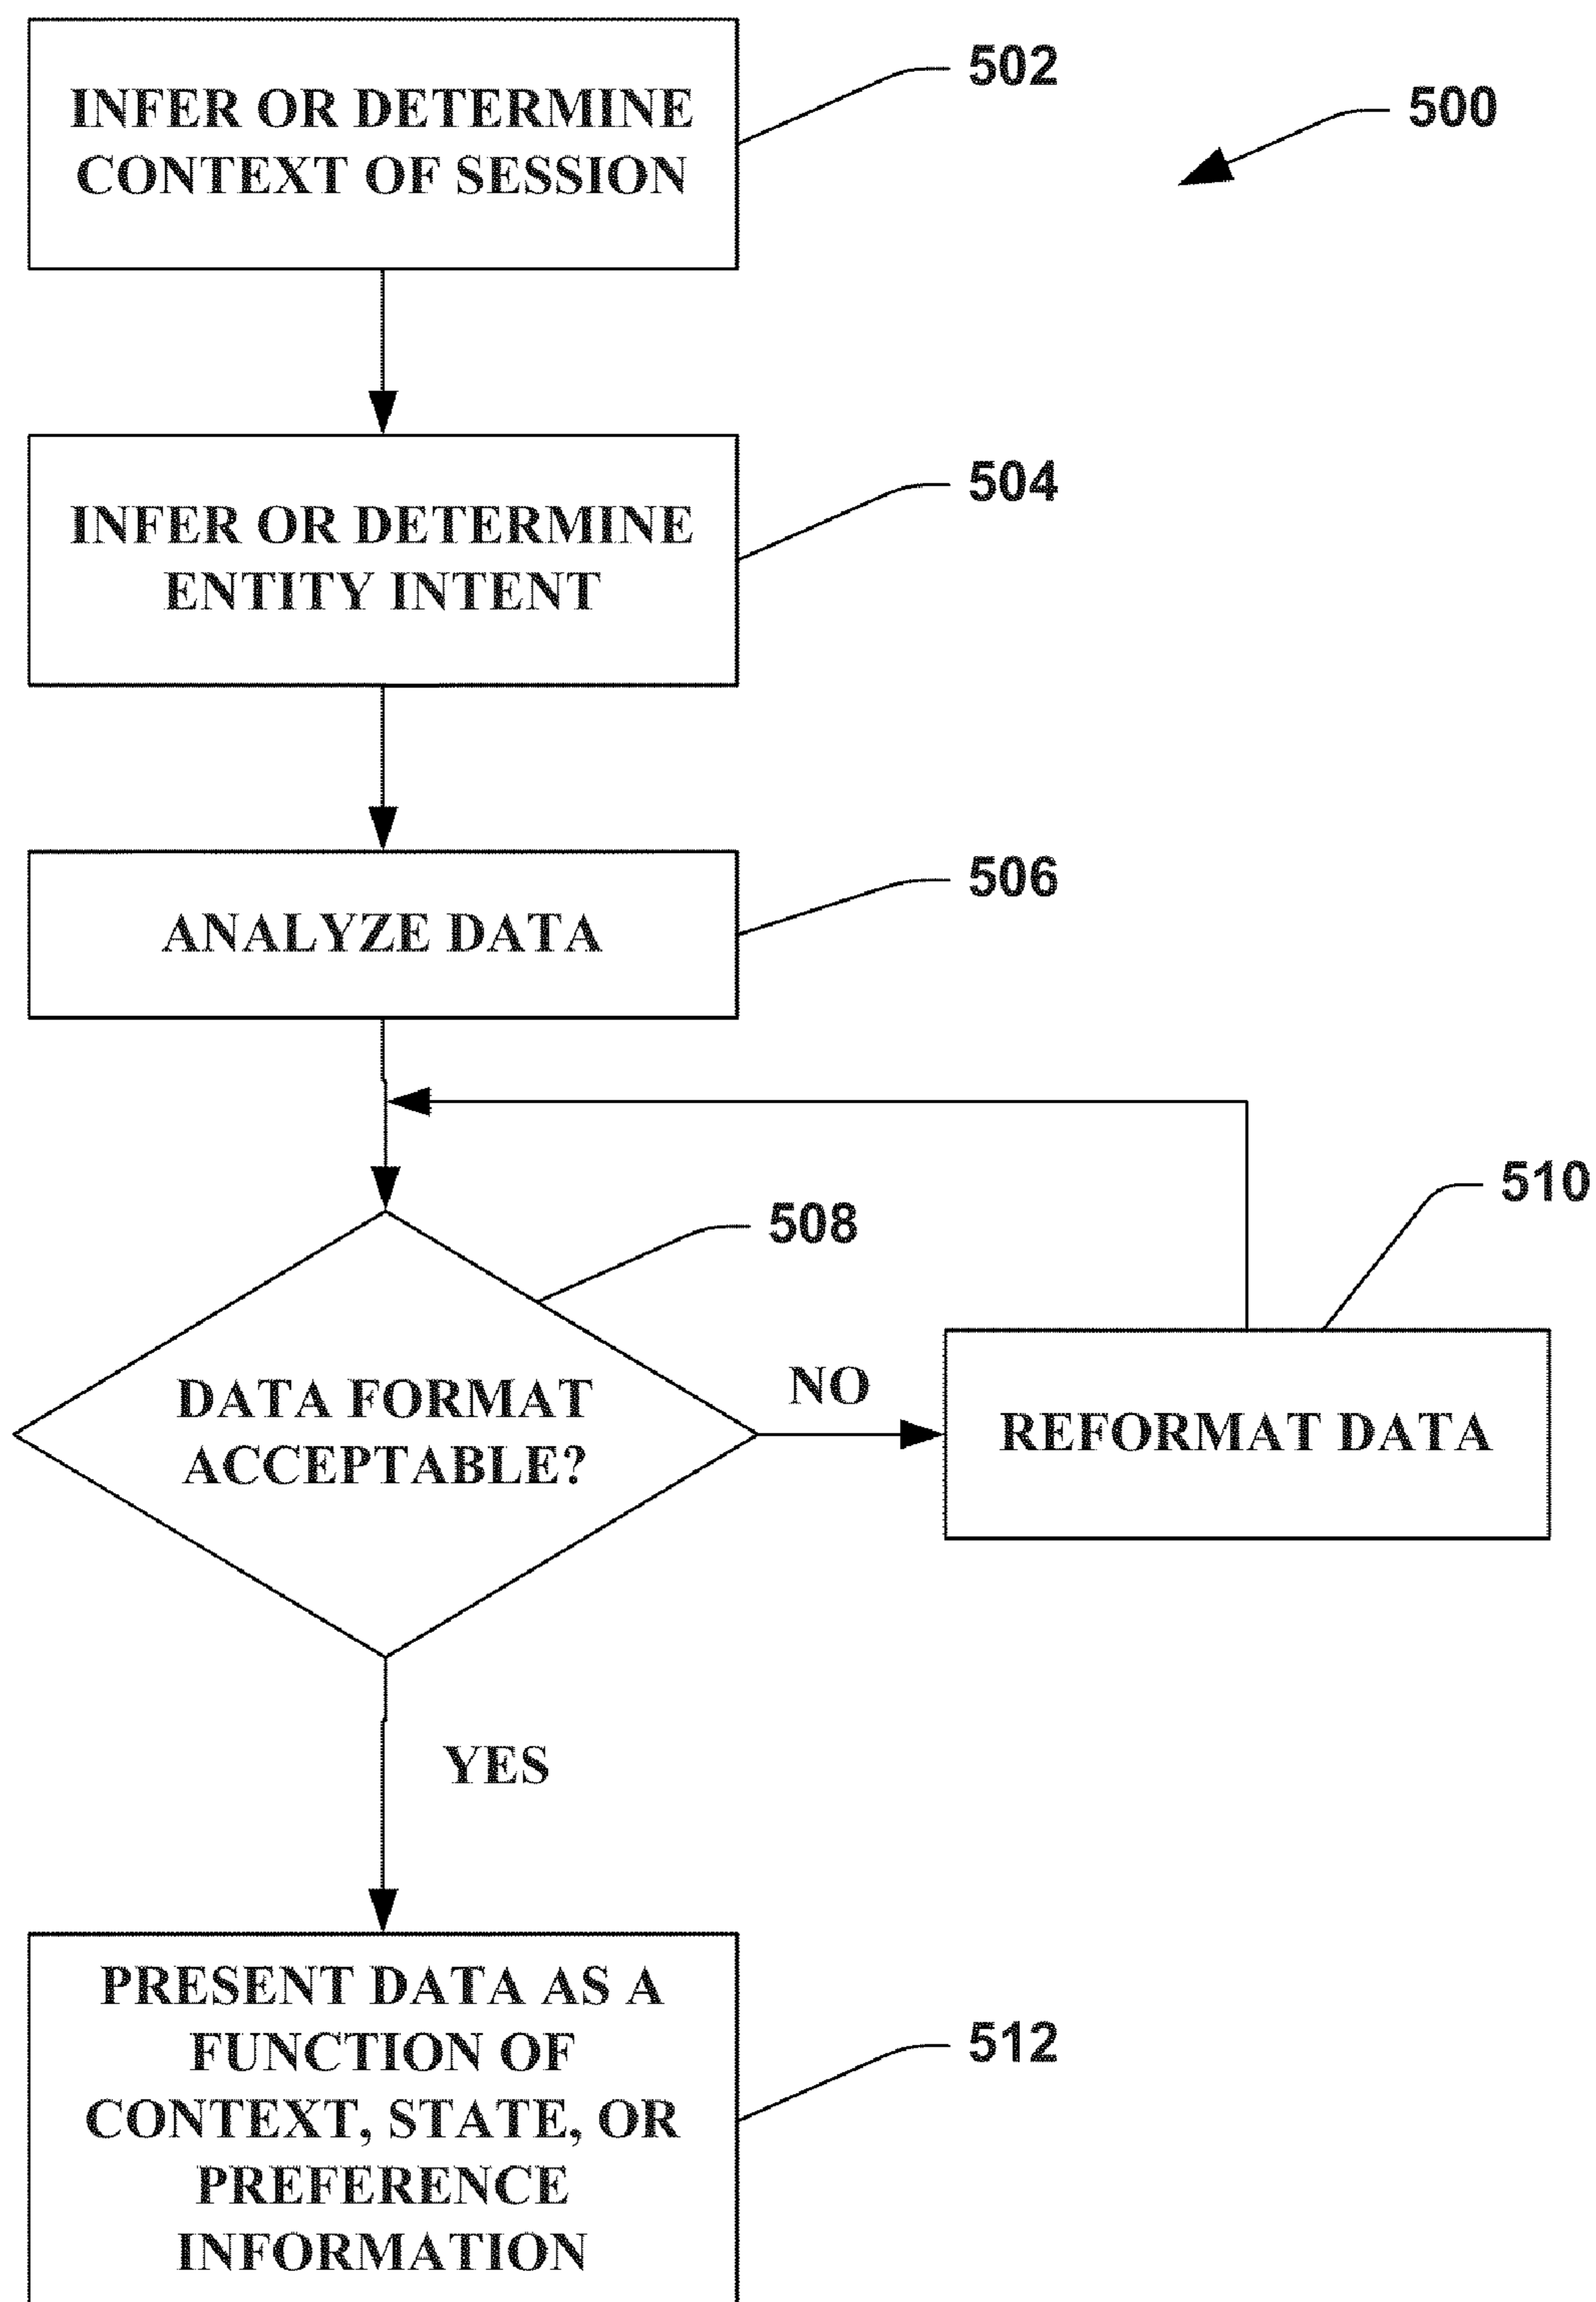 502
500
INFER OR DETERMINE
CONTEXT OF SESSION
504
INFER OR DETERMINE
ENTITY INTENT
506
ANALYZE DATA
510
508
DATA FORMAT
ACCEPTABLE?
NO
REFORMAT DATA
YES
PRESENT DATA AS A
FUNCTION OF
CONTEXT, STATE, OR
PREFERENCE
INFORMATION
512